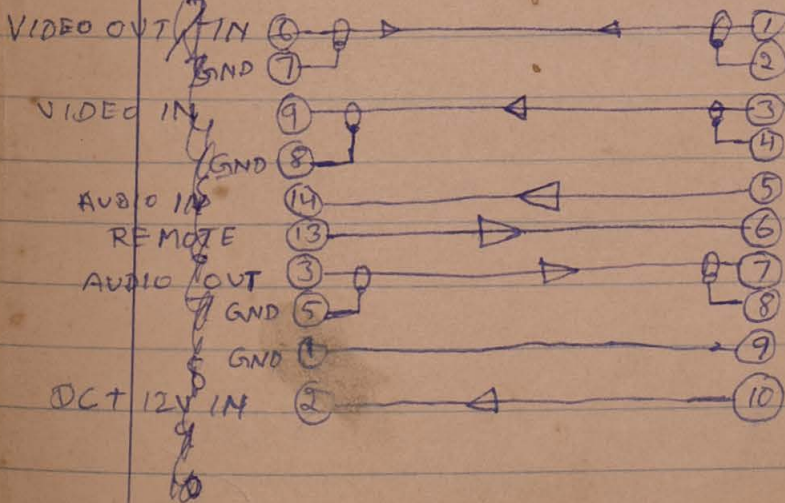 VIDEO OUT/IN 6 1
GND 7 2
VIDEO IN 9 3
GND 8 4
AUDIO IN 14 5
REMOTE 13 6
AUDIO OUT 3 7
GND 5 8
GND 1 9
DC+ 12V IN 2 10